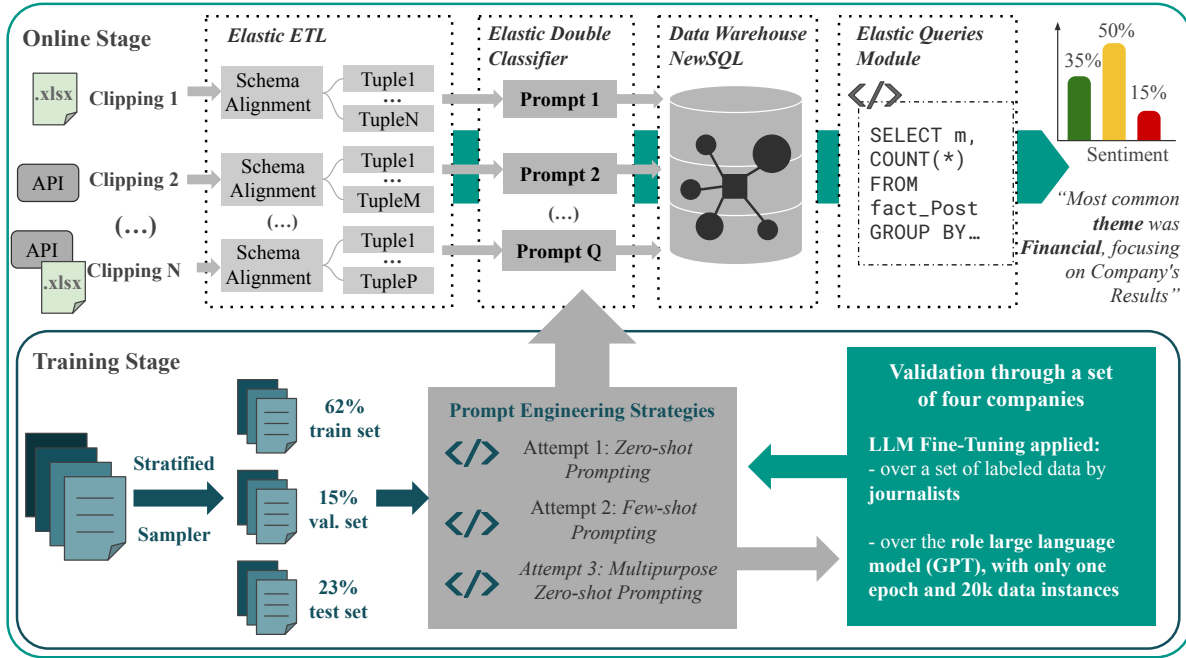 Online Stage
.xlsx
Clipping 1
API
Clipping 2
(…)
API
.xlsx
Clipping N
Elastic ETL
Schema
Alignment
Tuple1
...
TupleN
Schema
Alignment
Tuple1
...
TupleM
(…)
Schema
Alignment
Tuple1
...
TupleP
Elastic Double
Classifier
Prompt 1
Prompt 2
(…)
Prompt Q
Data Warehouse
NewSQL
Elastic Queries
Module
</>
SELECT m,
COUNT(*)
FROM
fact_Post
GROUP BY…
35%
50%
15%
Sentiment
“Most common
theme was
Financial, focusing
on Company's
Results”
Training Stage
Stratified
Sampler
62%
train set
15%
val. set
23%
test set
Prompt Engineering Strategies
</>
Attempt 1: Zero-shot
Prompting
</>
Attempt 2: Few-shot
Prompting
</>
Attempt 3: Multipurpose
Zero-shot Prompting
Validation through a set
of four companies
LLM Fine-Tuning applied:
- over a set of labeled data by
journalists
- over the role large language
model (GPT), with only one
epoch and 20k data instances